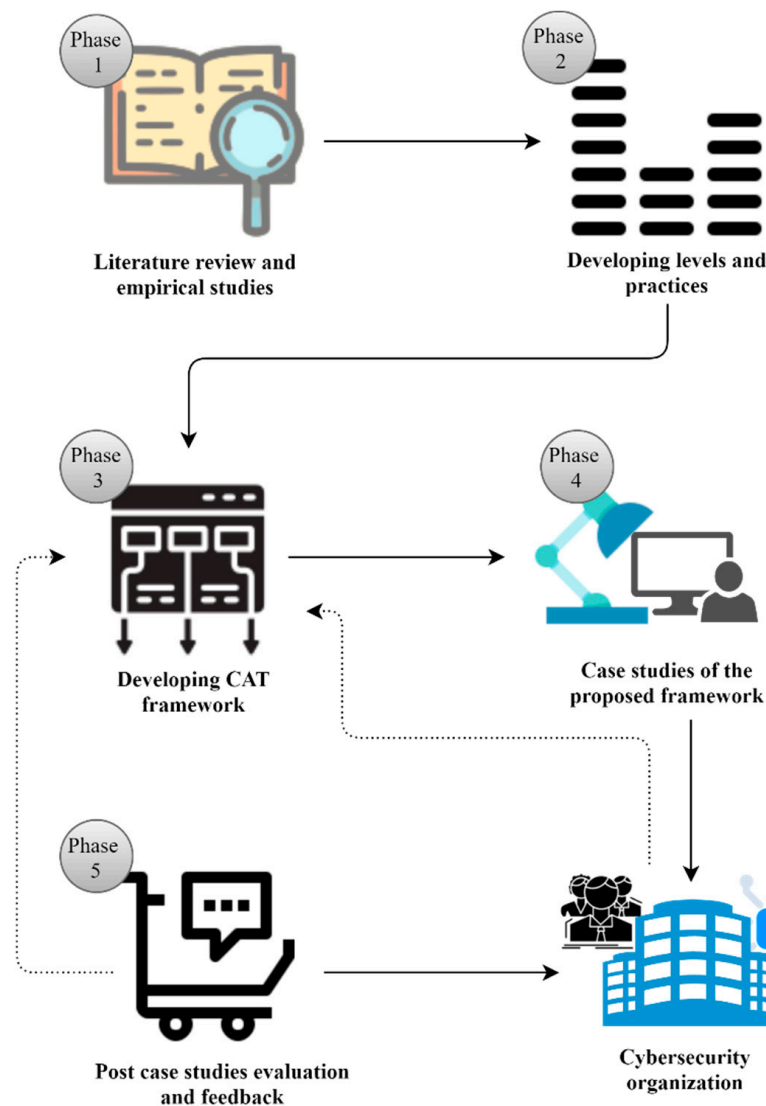 Phase
1
Literature review and
empirical studies
Phase
2
Developing levels and
practices
Phase
3
Developing CAT
framework
Phase
4
Case studies of the
proposed framework
Phase
5
Post case studies evaluation
and feedback
Cybersecurity
organization